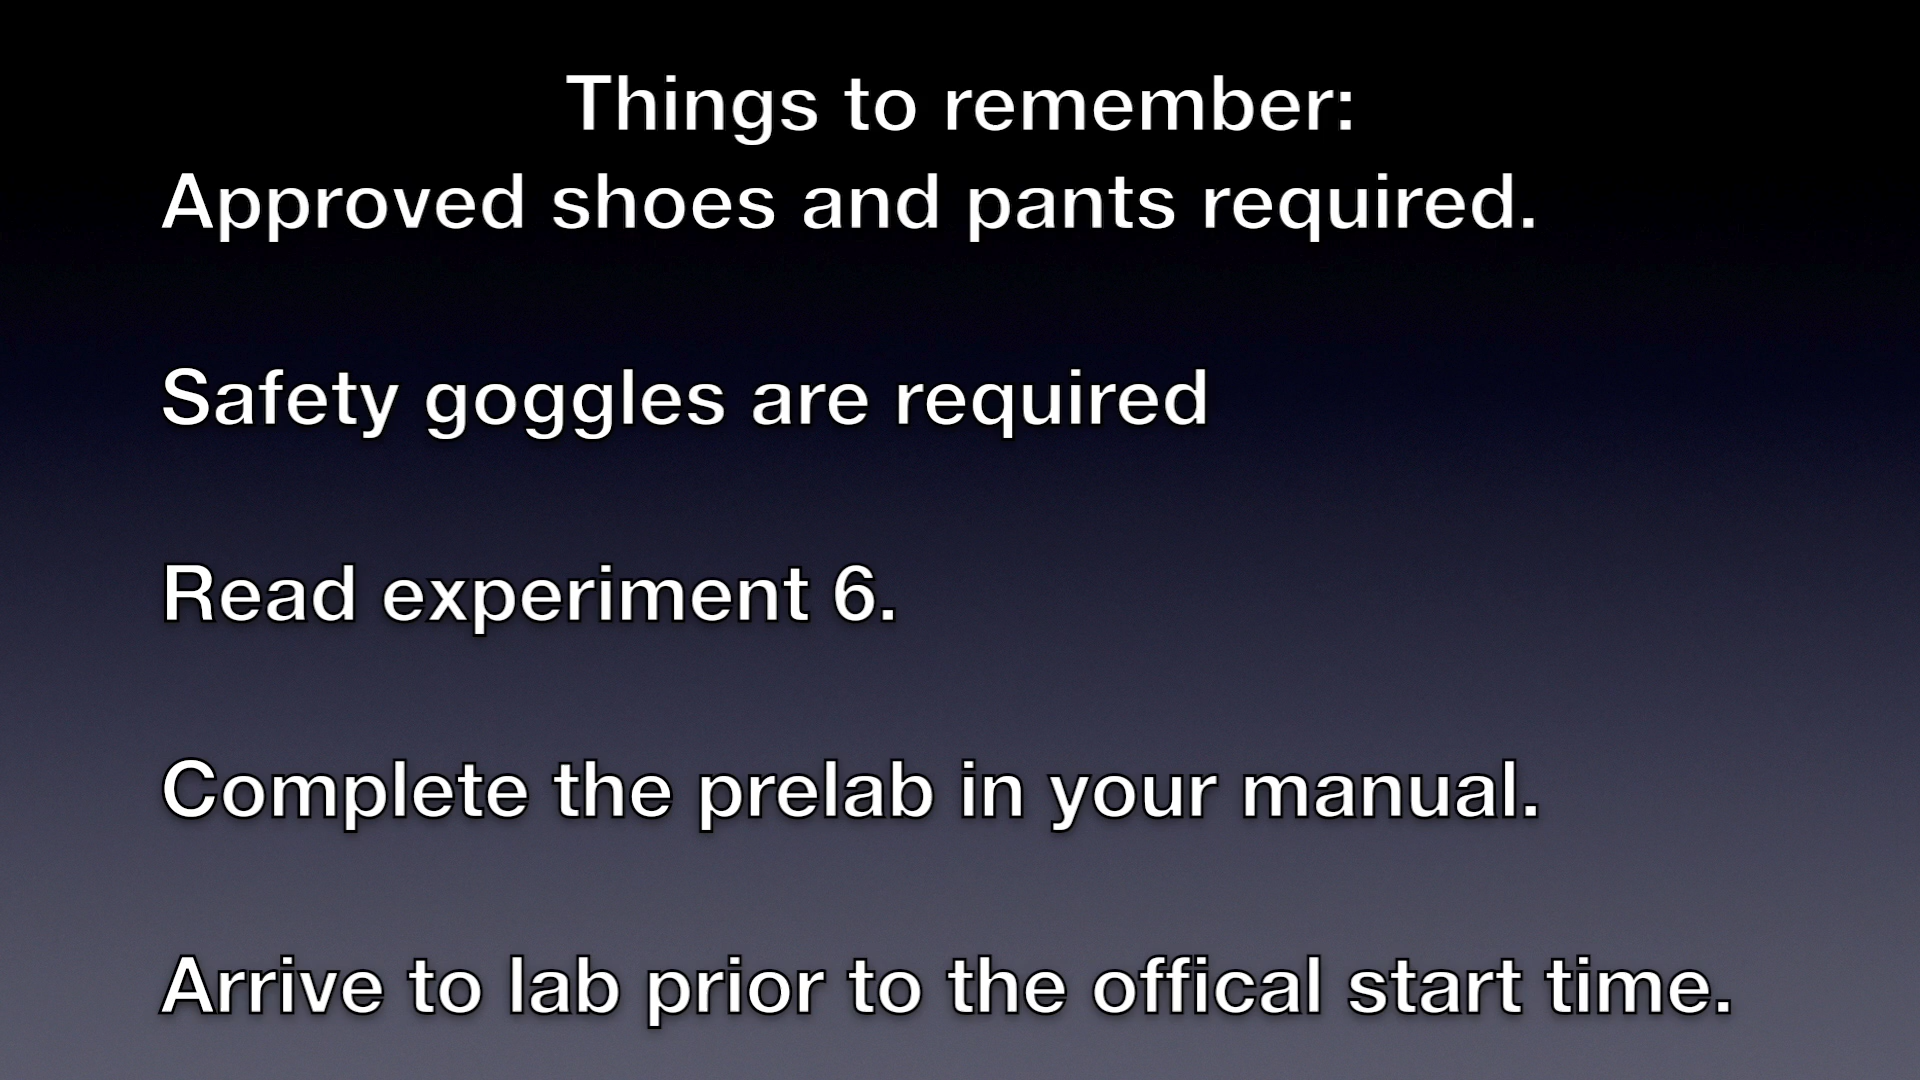 Things to remember:
Approved shoes and pants required.
Safety goggles are required
Read experiment 6.
Complete the prelab in your manual.
Arrive to lab prior to the offical start time.